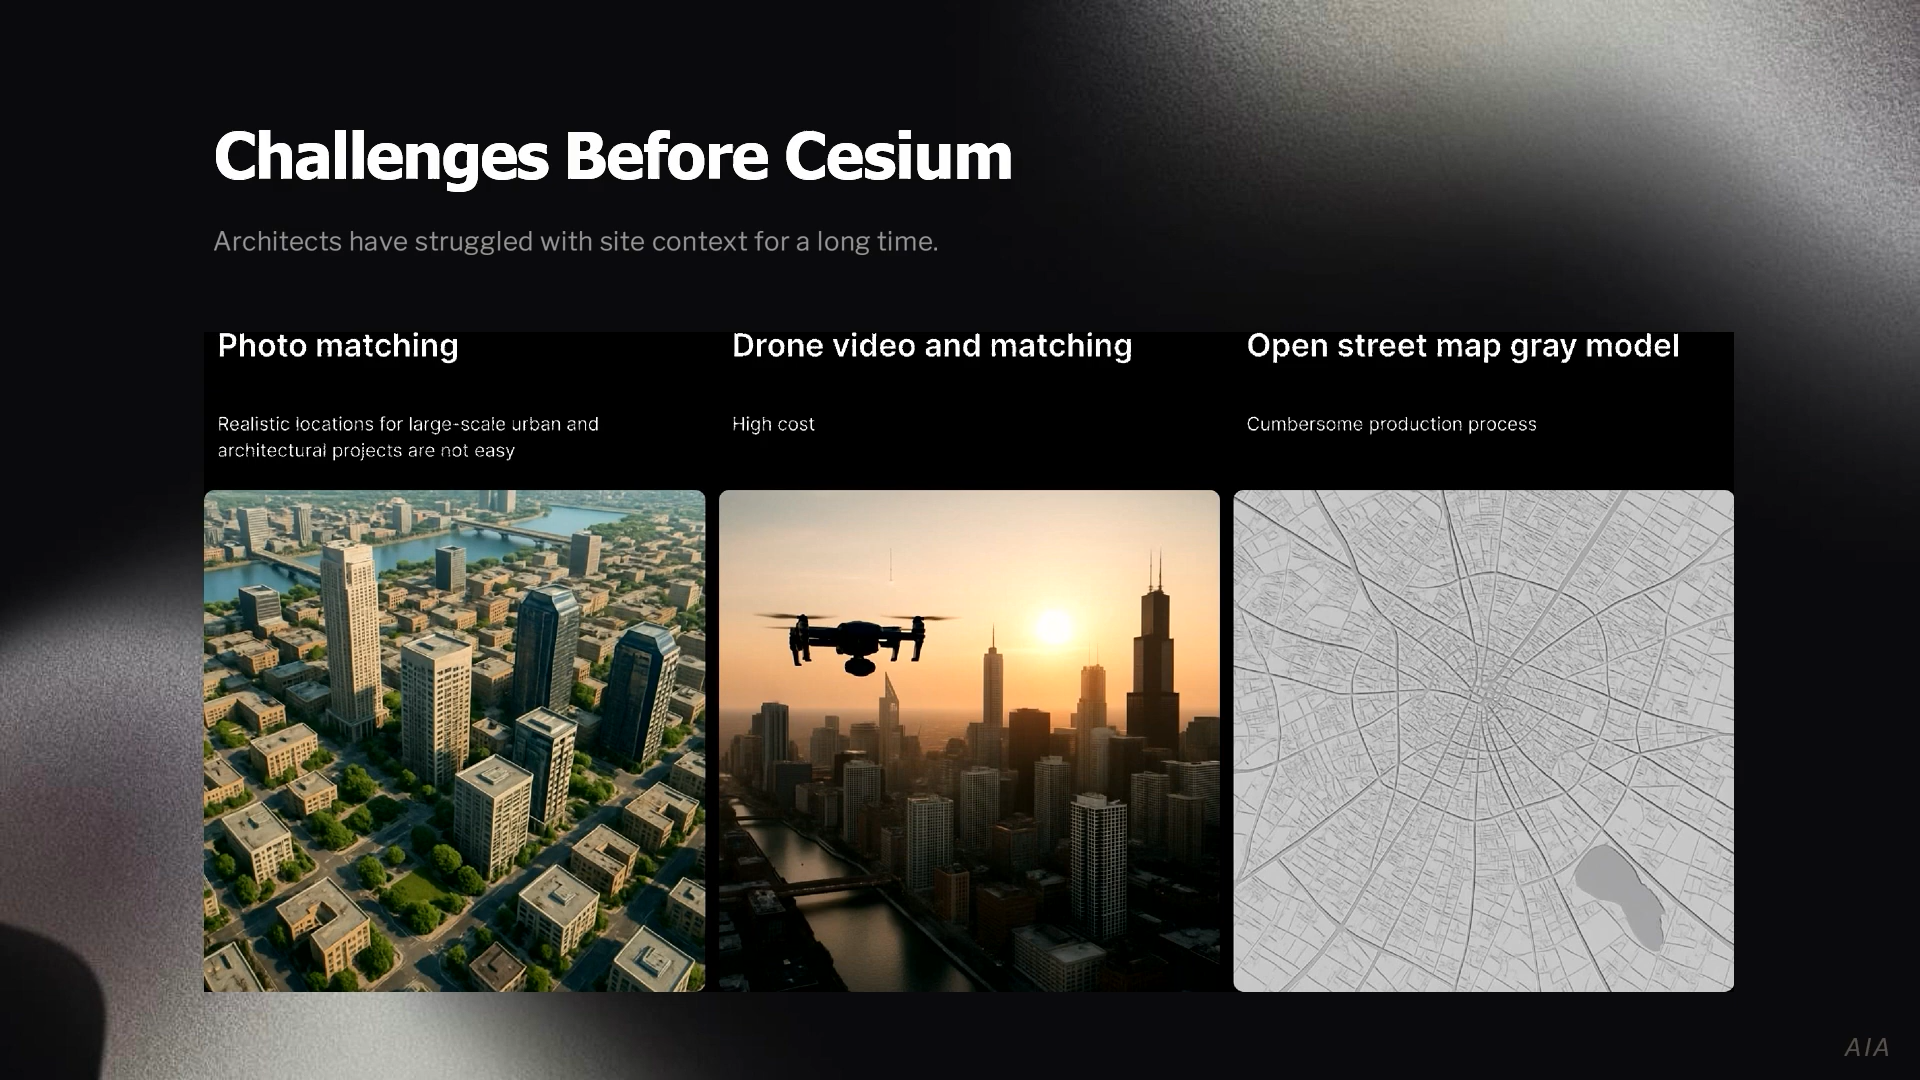 Challenges Before Cesium
Architects have struggled with site context for a long time.
Photo matching
Realistic locations for large-scale urban and
architectural projects are not easy
Drone video and matching
High cost
Open street map gray model
Cumbersome production process
AIA